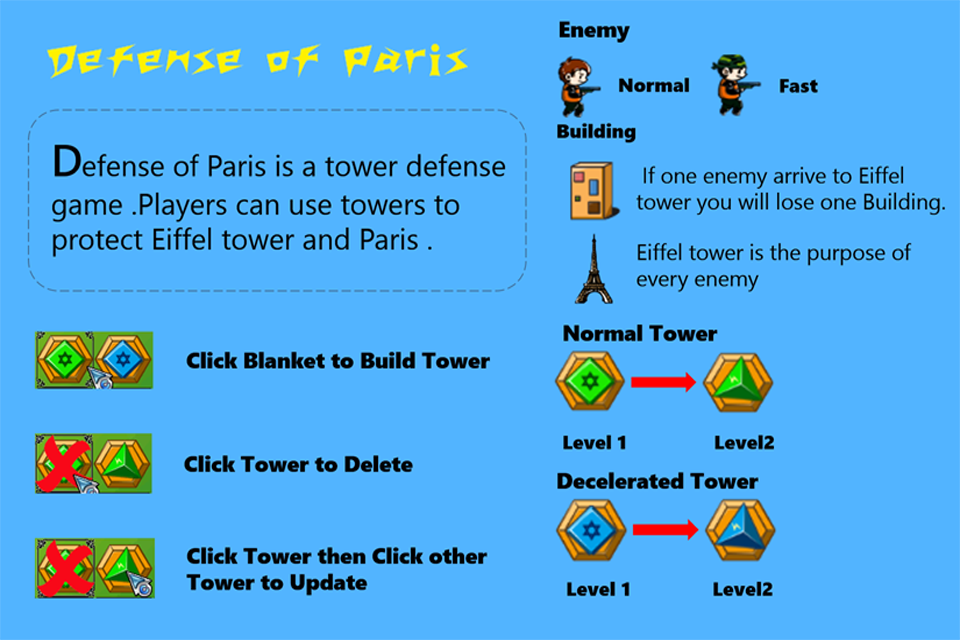 Defense of Paris
Defense of Paris is a tower defense
game .Players can use towers to
protect Eiffel tower and Paris .
Click Blanket to Build Tower
Click Tower to Delete
Click Tower then Click other
Tower to Update
Enemy
Normal
Fast
Building
If one enemy arrive to Eiffel
tower you will lose one Building.
Eiffel tower is the purpose of
every enemy
Normal Tower
Level 1
Level2
Decelerated Tower
Level 1
Level2